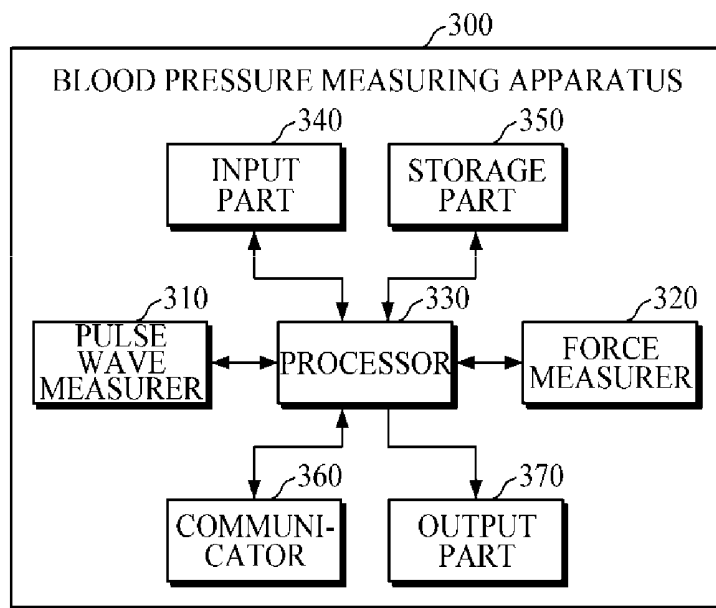 300
BLOOD PRESSURE MEASURING APPARATUS
340
INPUT
PART
350
STORAGE
PART
310
PULSE
WAVE
MEASURER
330
PROCESSOR
320
FORCE
MEASURER
360
COMMUNI-
CATOR
370
OUTPUT
PART